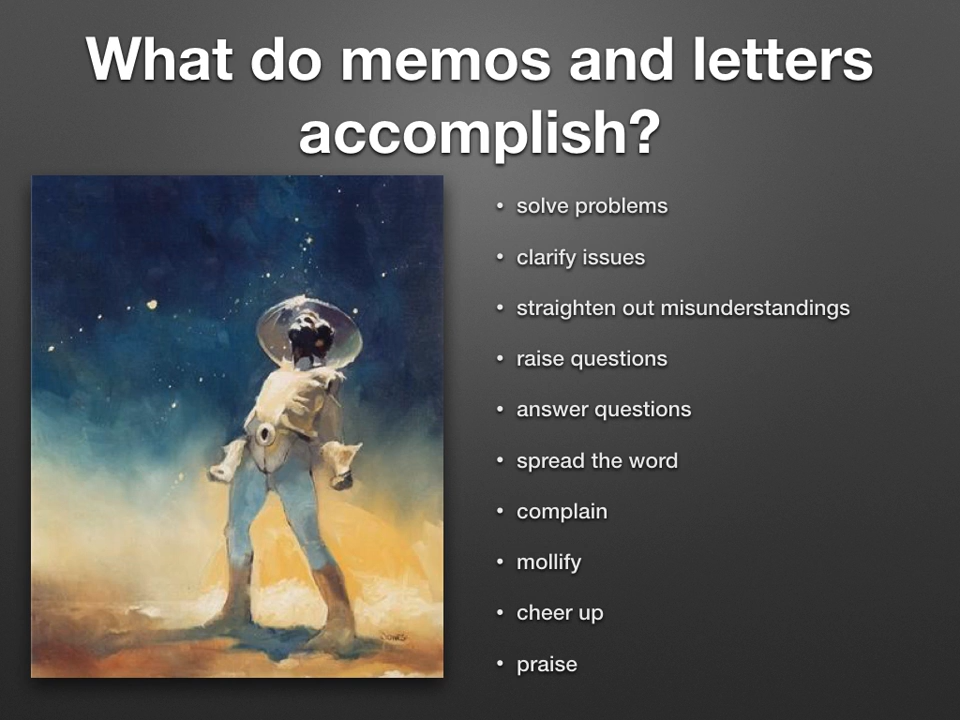 What do memos and letters
accomplish?
• solve problems
• clarify issues
• straighten out misunderstandings
• raise questions
• answer questions
• spread the word
• complain
• mollify
• cheer up
• praise